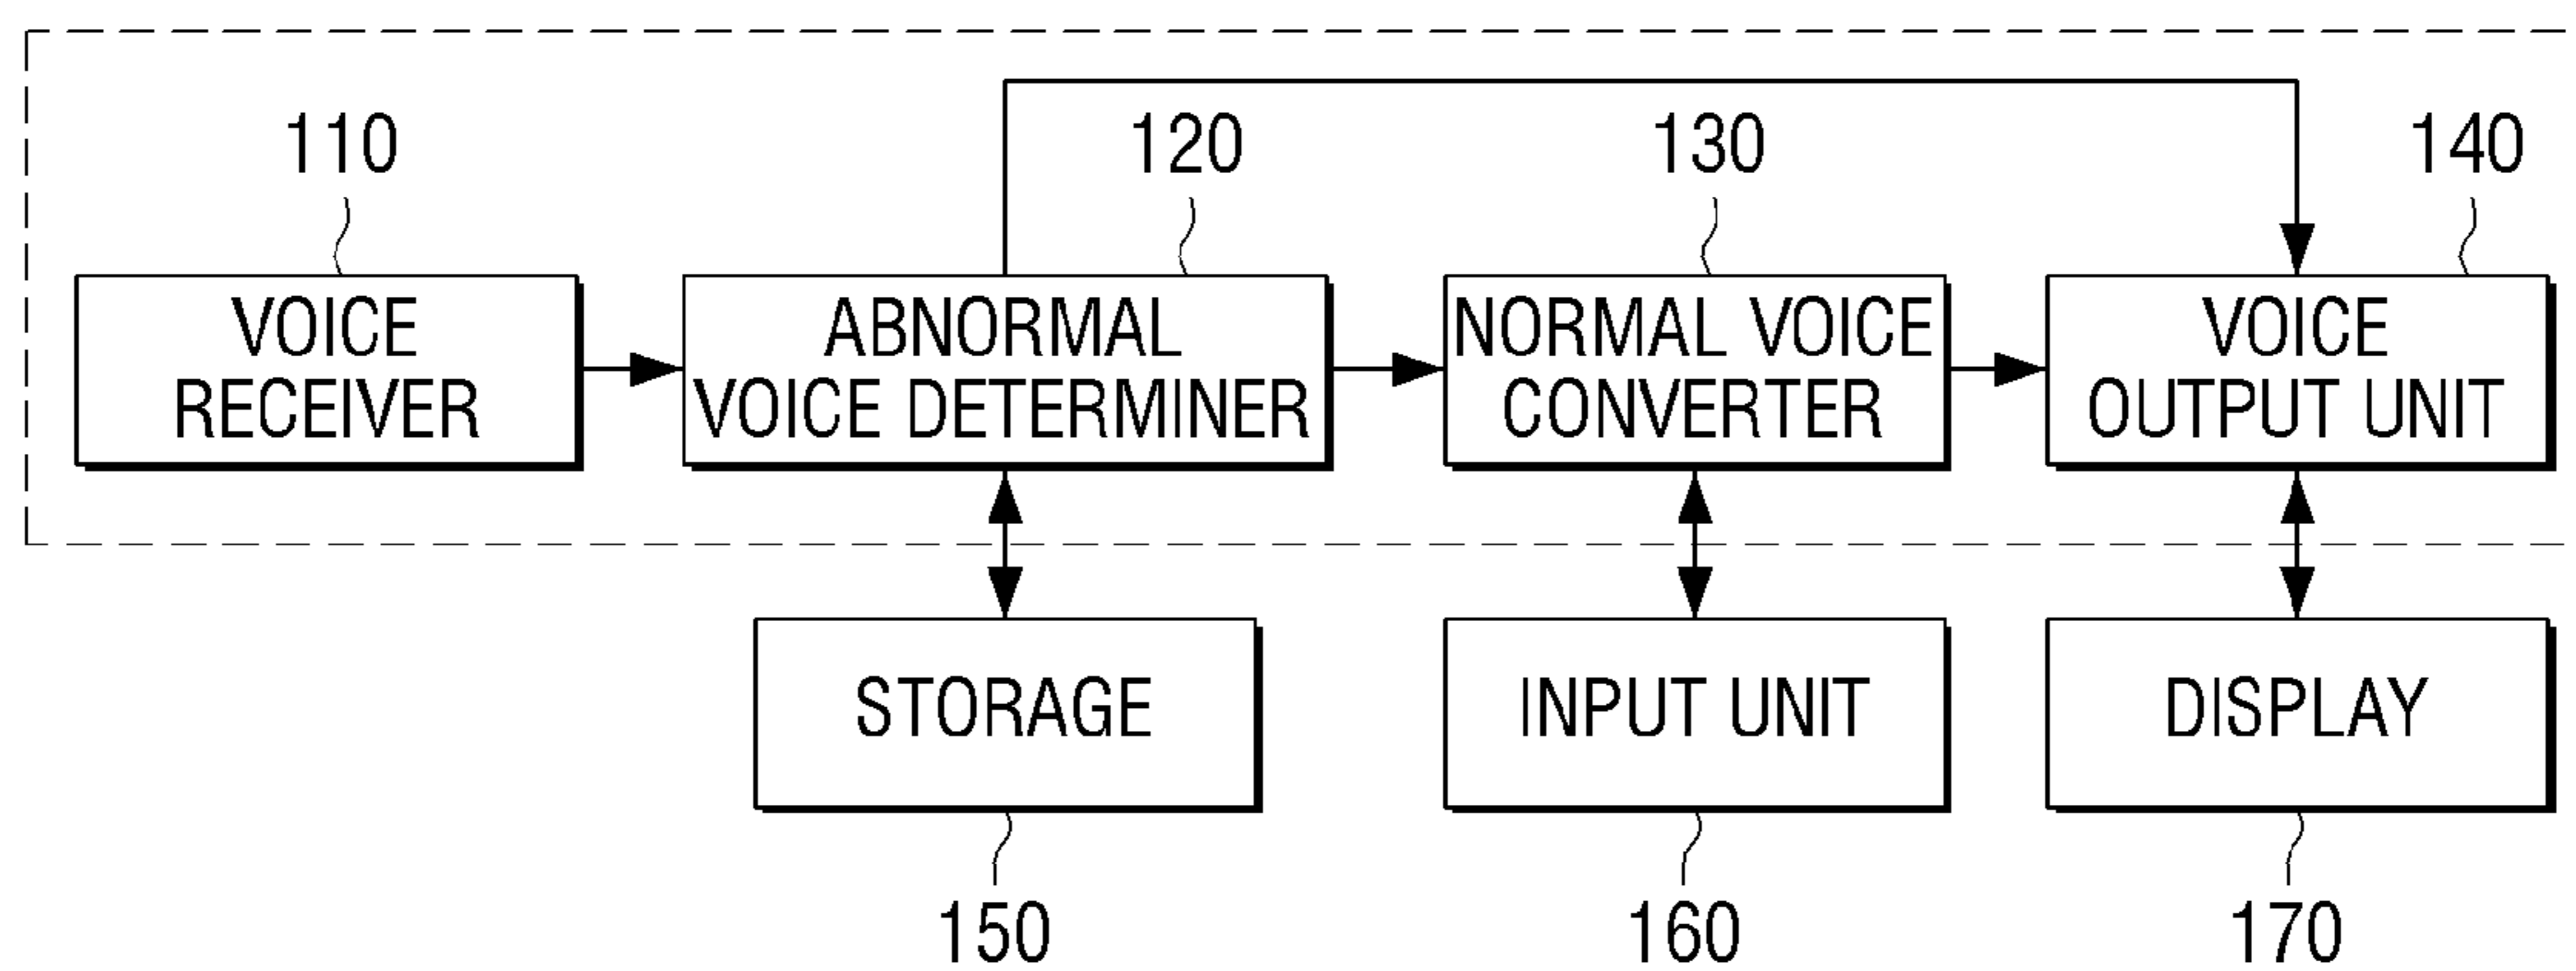 110
120
130
140
VOICE
RECEIVER
ABNORMAL
VOICE DETERMINER
NORMAL VOICE
CONVERTER
VOICE
OUTPUT UNIT
STORAGE
INPUT UNIT
DISPLAY
150
160
170